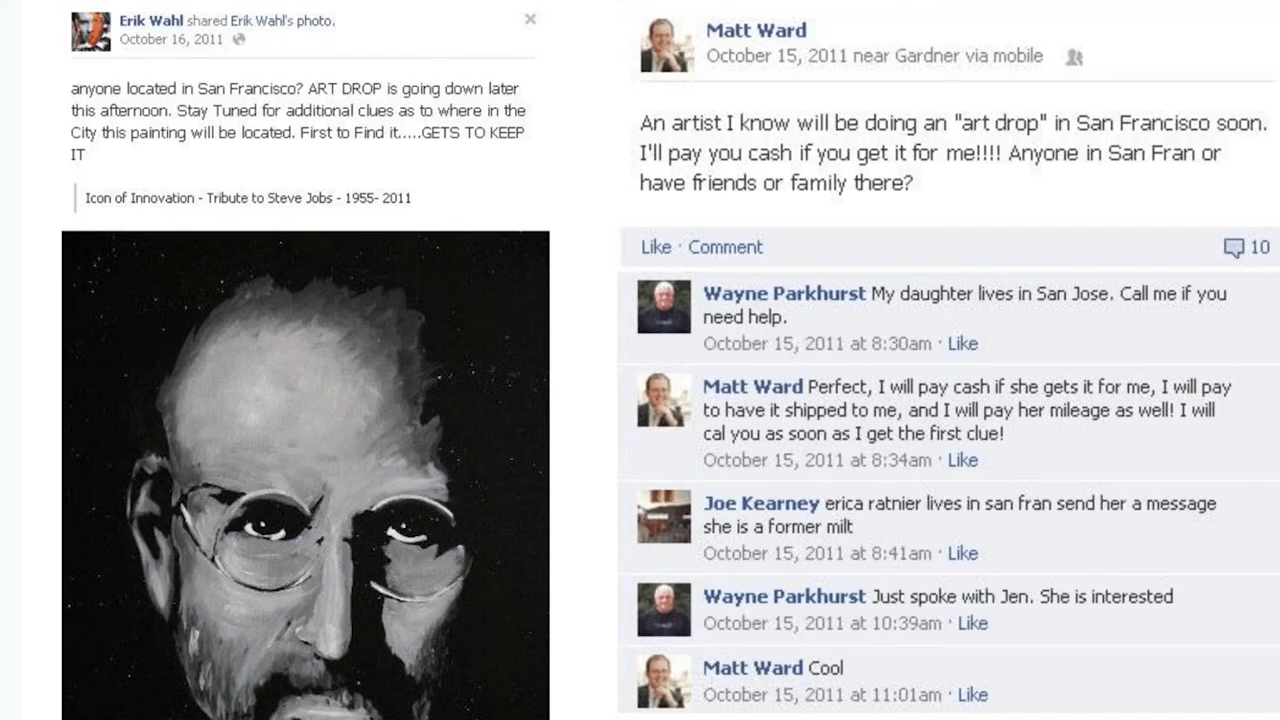 Erik Wahl shared Erik Wahl's photo.
October 16, 2011
anyone located in San Francisco? ART DROP is going down later
this afternoon. Stay Tuned for additional clues as to where in the
City this painting will be located. First to Find it.....GETS TO KEEP
IT
Icon of Innovation - Tribute to Steve Jobs - 1955- 2011
Matt Ward
October 15, 2011 near Gardner via mobile
An artist I know will be doing an "art drop" in San Francisco soon.
I'll pay you cash if you get it for me!!!! Anyone in San Fran or
have friends or family there?
Like · Comment 10
Wayne Parkhurst My daughter lives in San Jose. Call me if you
need help.
October 15, 2011 at 8:30am · Like
Matt Ward Perfect, I will pay cash if she gets it for me, I will pay
to have it shipped to me, and I will pay her mileage as well! I will
cal you as soon as I get the first clue!
October 15, 2011 at 8:34am · Like
Joe Kearney erica ratnier lives in san fran send her a message
she is a former milt
October 15, 2011 at 8:41am · Like
Wayne Parkhurst Just spoke with Jen. She is interested
October 15, 2011 at 10:39am · Like
Matt Ward Cool
October 15, 2011 at 11:01am · Like